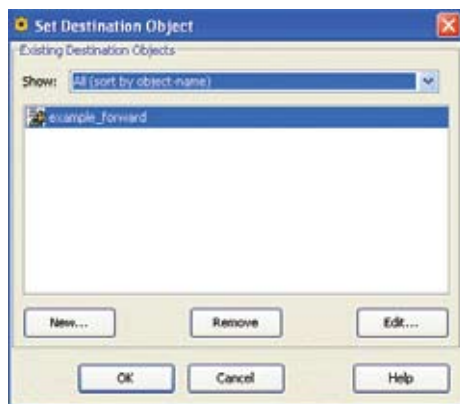 Set Destination Object
Existing Destination Objects
Show: All (sort by object-name)
example_forward
New... Remove Edit...
OK Cancel Help